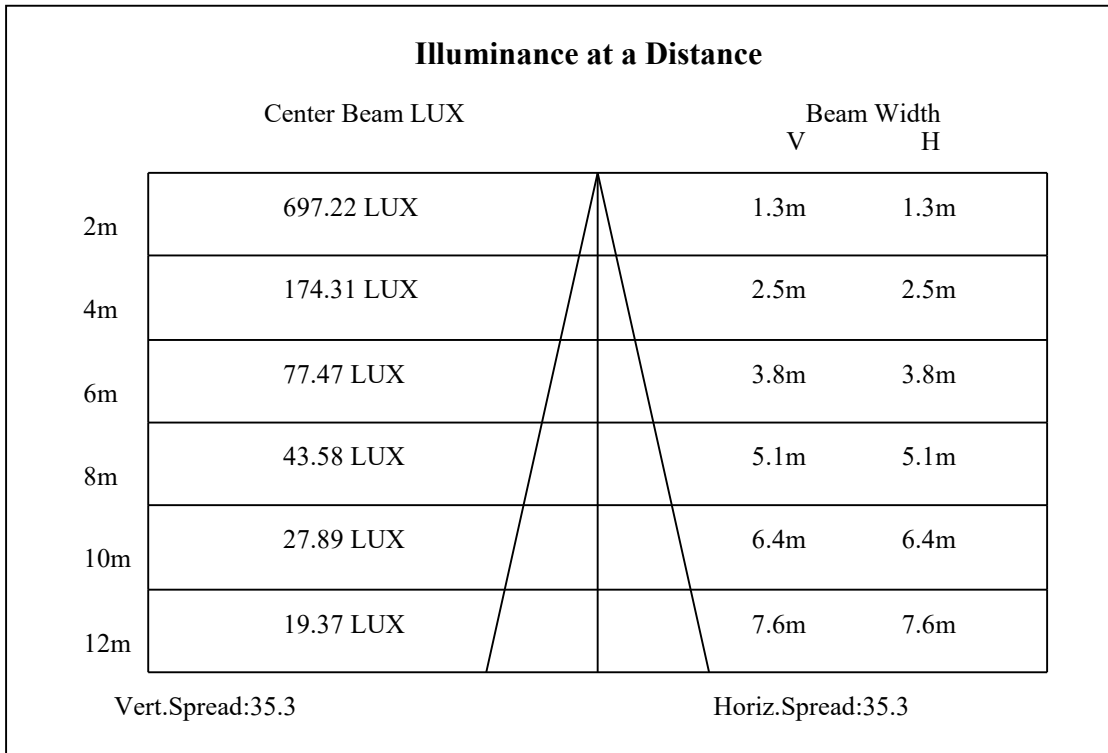 Illuminance at a Distance
Center Beam LUX Beam Width
V H
2m 697.22 LUX 1.3m 1.3m
4m 174.31 LUX 2.5m 2.5m
6m 77.47 LUX 3.8m 3.8m
8m 43.58 LUX 5.1m 5.1m
10m 27.89 LUX 6.4m 6.4m
12m 19.37 LUX 7.6m 7.6m
Vert.Spread:35.3 Horiz.Spread:35.3